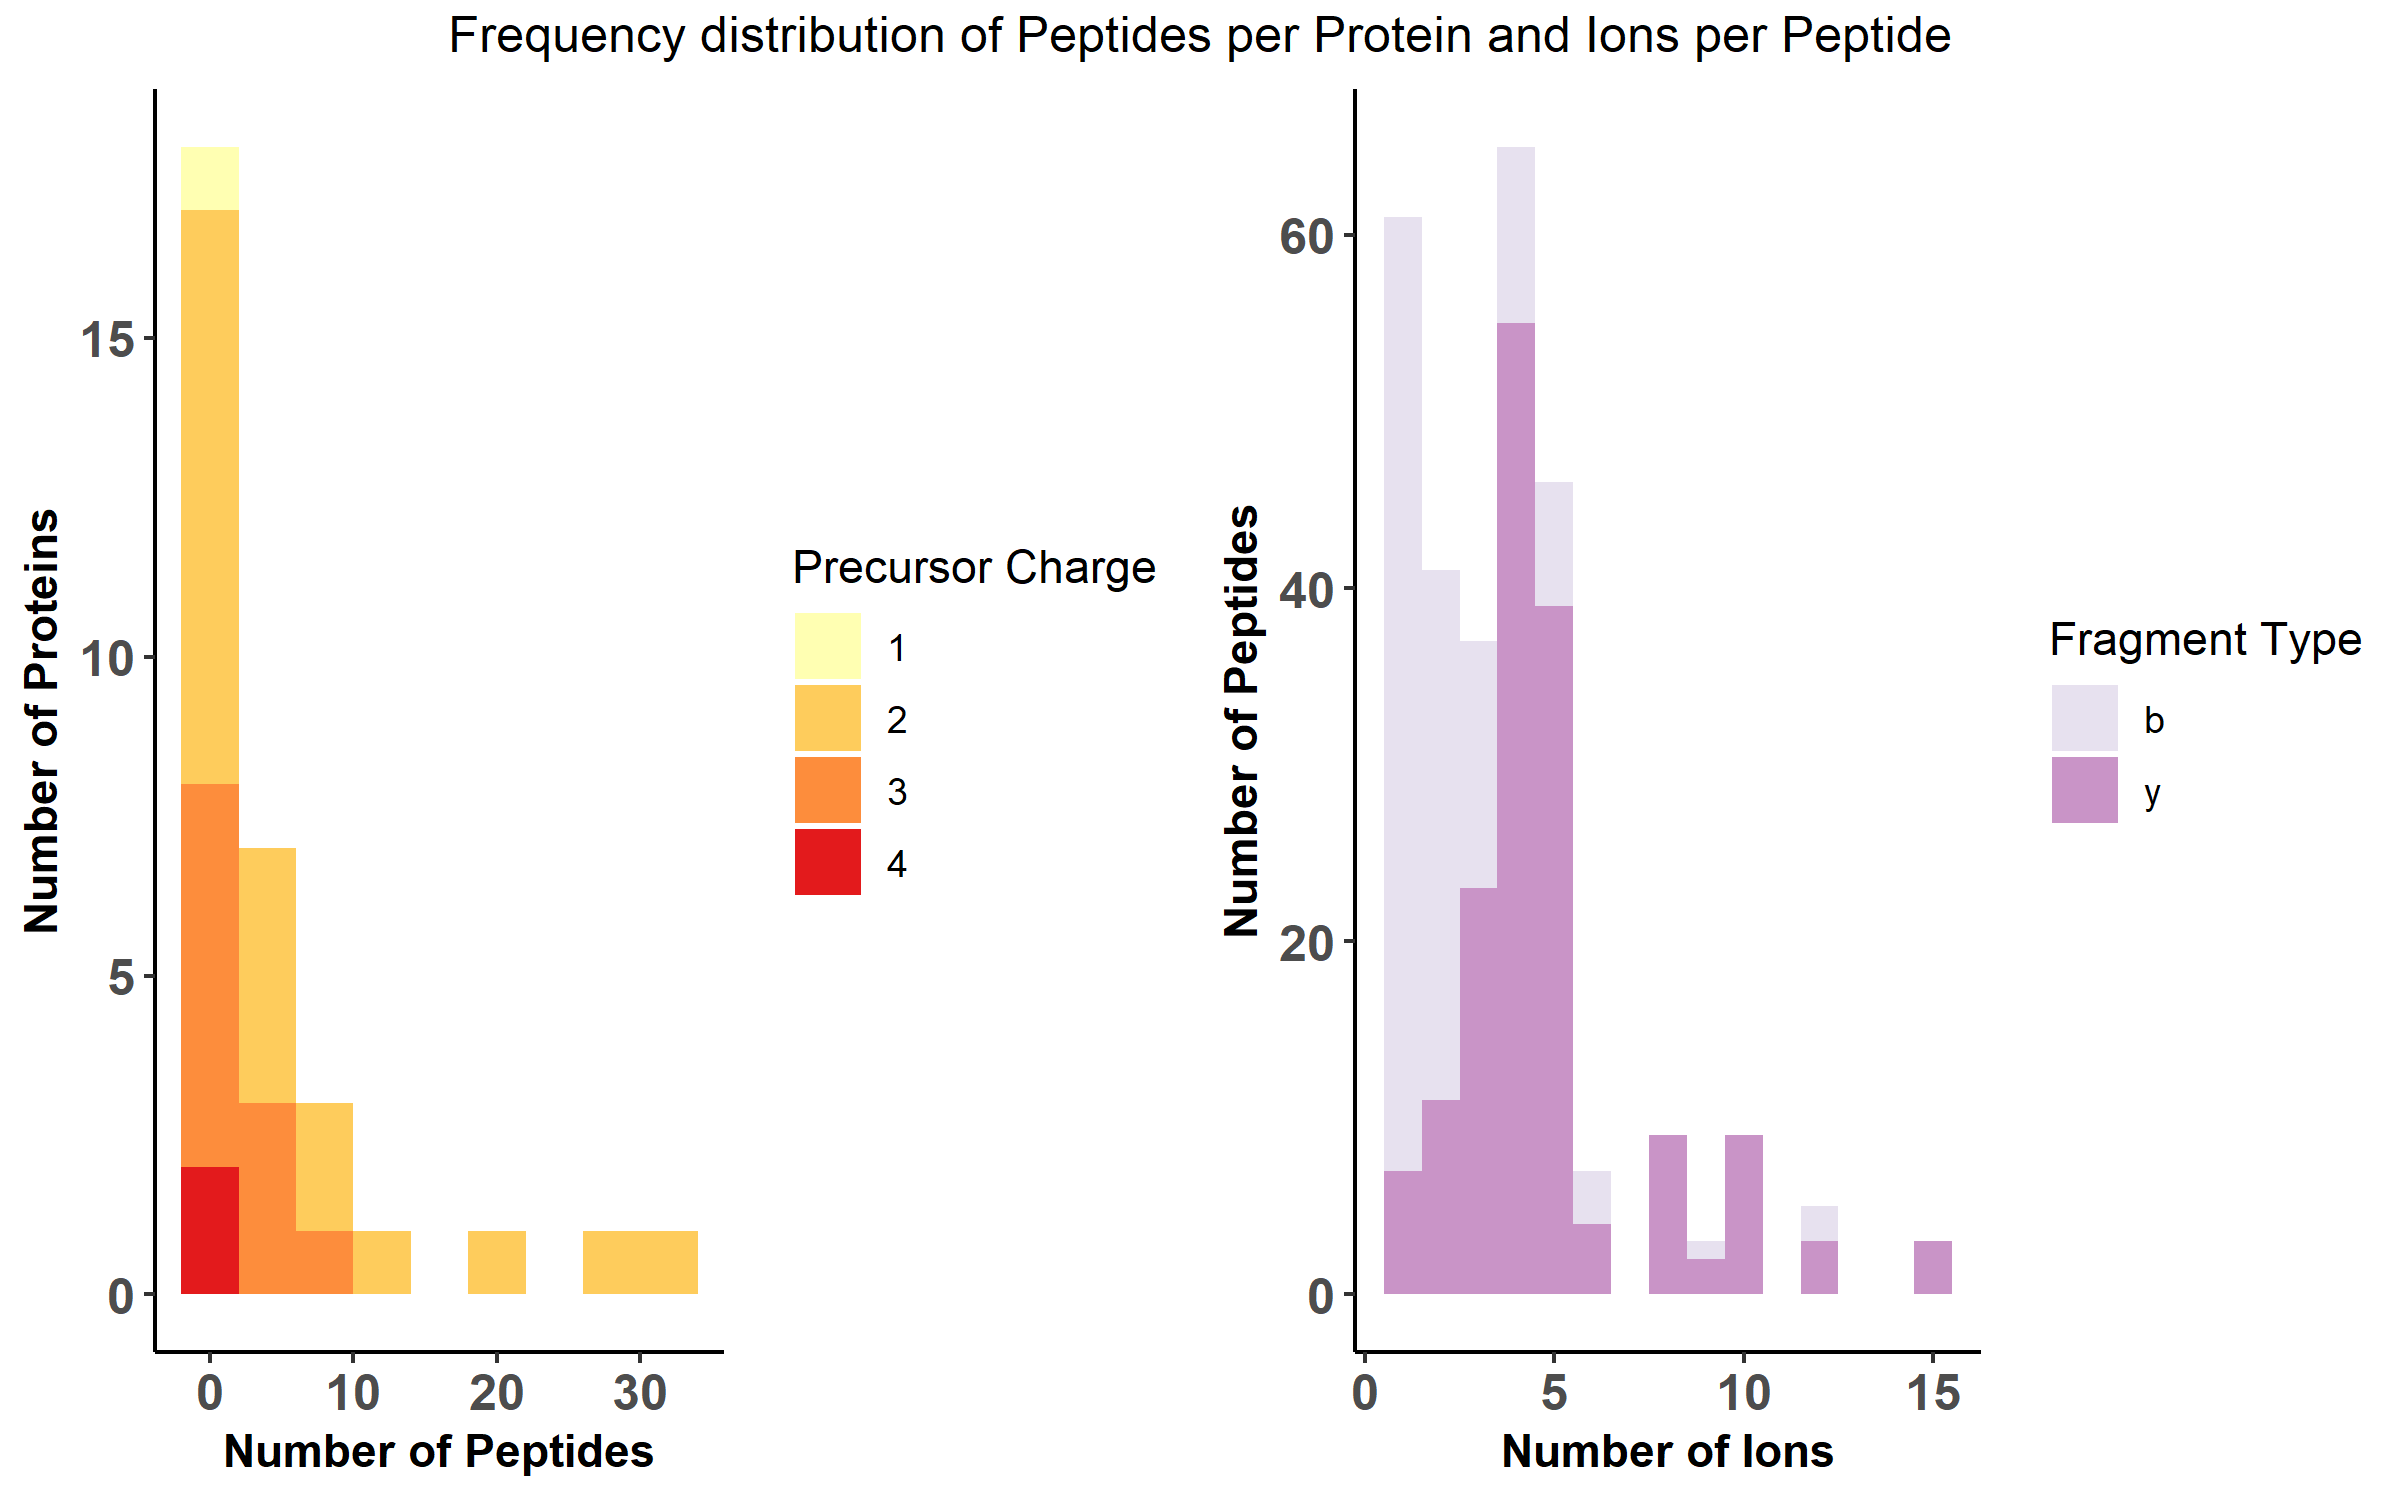 Frequency distribution of Peptides per Protein and Ions per Peptide
Number of Proteins
15
10
5
0
0 10 20 30
Number of Peptides
Precursor Charge
1
2
3
4
Number of Peptides
60
40
20
0
0 5 10 15
Number of Ions
Fragment Type
b
y